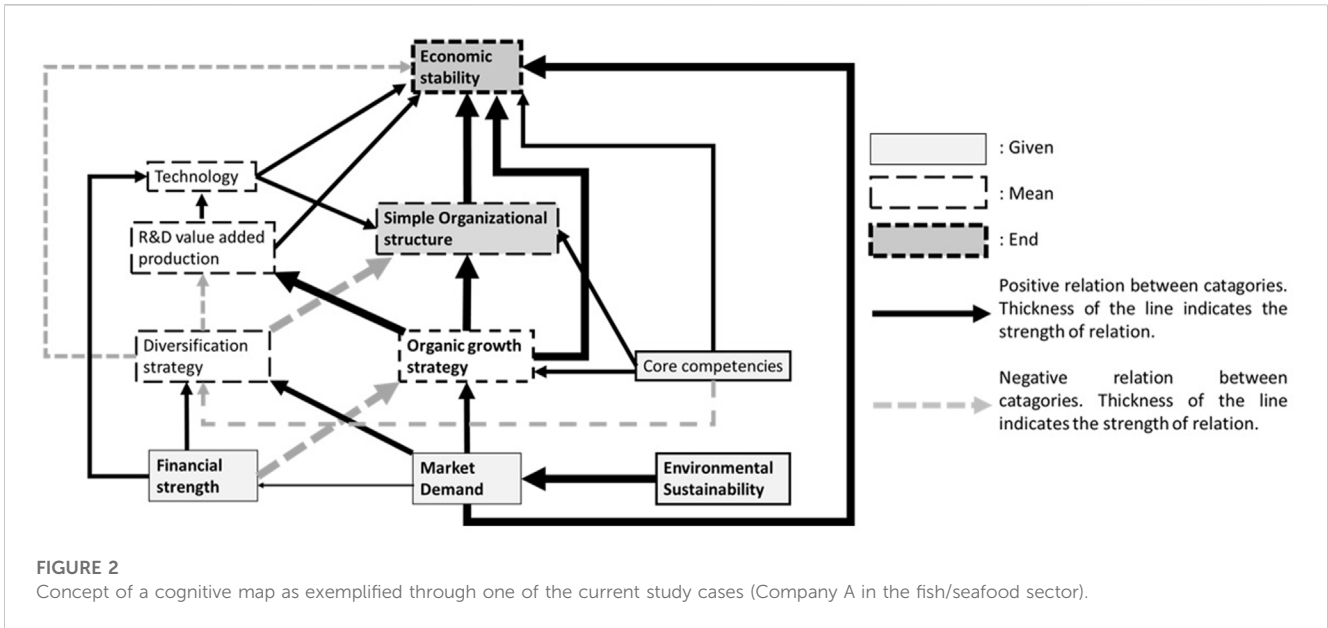 Economic
stability
Technology
R&D value added
production
Simple Organizational
structure
Diversification
strategy
Organic growth
strategy
Core competencies
Financial
strength
Market
Demand
Environmental
Sustainability
: Given
: Mean
: End
Positive relation between catagories.
Thickness of the line indicates the
strength of relation.
Negative relation between
catagories. Thickness of the line
indicates the strength of relation.
FIGURE 2
Concept of a cognitive map as exemplified through one of the current study cases (Company A in the fish/seafood sector).